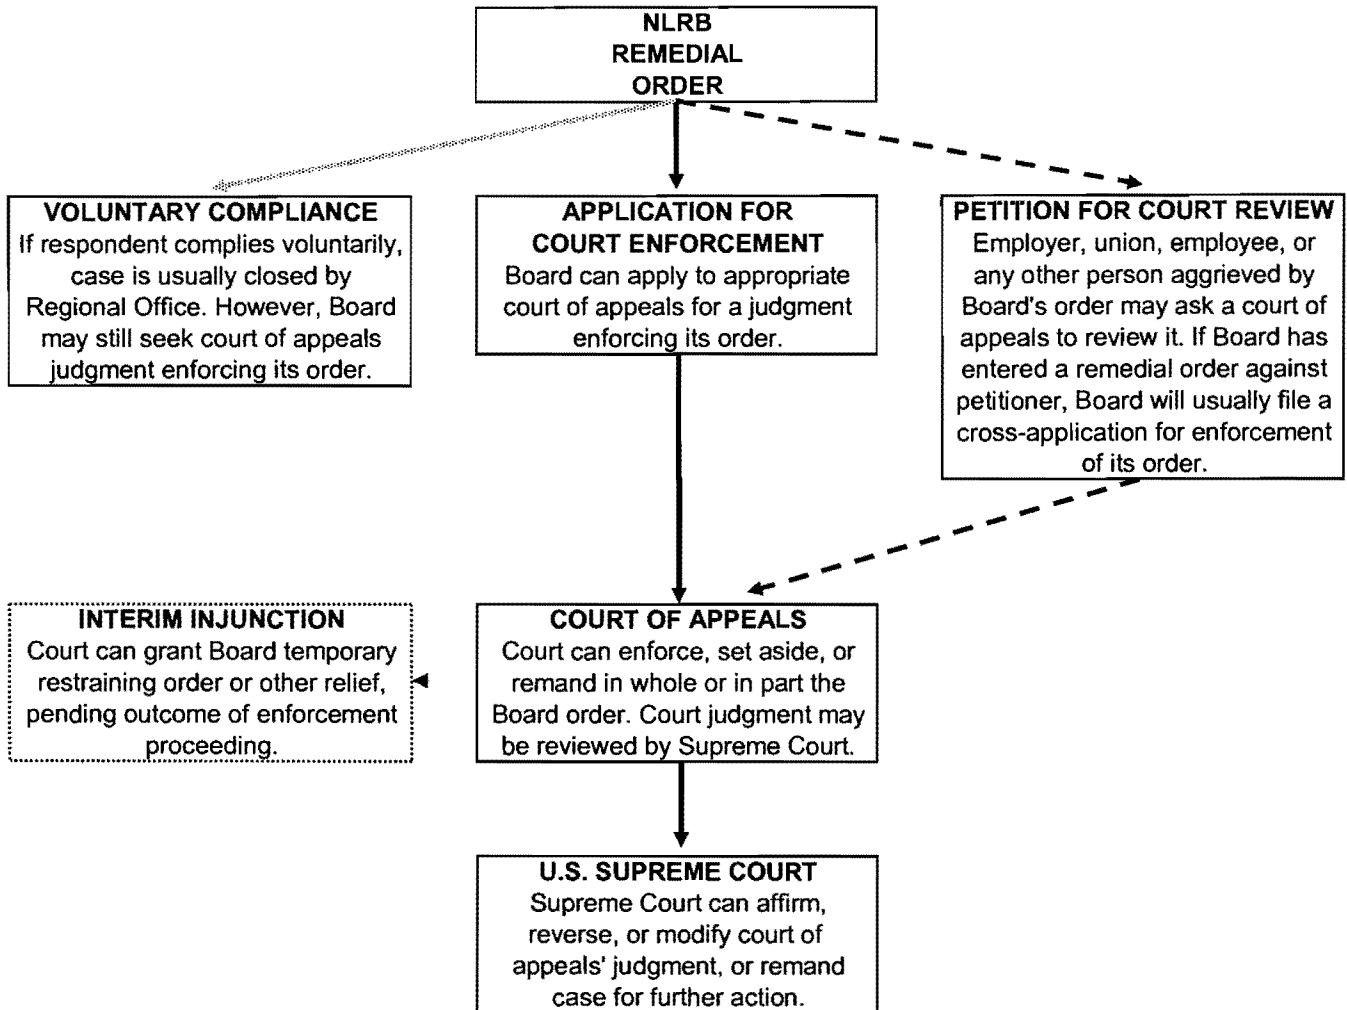 NLRB
REMEDIAL
ORDER
VOLUNTARY COMPLIANCE
If respondent complies voluntarily,
case is usually closed by
Regional Office. However, Board
may still seek court of appeals
judgment enforcing its order.
APPLICATION FOR
COURT ENFORCEMENT
Board can apply to appropriate
court of appeals for a judgment
enforcing its order.
PETITION FOR COURT REVIEW
Employer, union, employee, or
any other person aggrieved by
Board's order may ask a court of
appeals to review it. If Board has
entered a remedial order against
petitioner, Board will usually file a
cross-application for enforcement
of its order.
INTERIM INJUNCTION
Court can grant Board temporary
restraining order or other relief,
pending outcome of enforcement
proceeding.
COURT OF APPEALS
Court can enforce, set aside, or
remand in whole or in part the
Board order. Court judgment may
be reviewed by Supreme Court.
U.S. SUPREME COURT
Supreme Court can affirm,
reverse, or modify court of
appeals' judgment, or remand
case for further action.